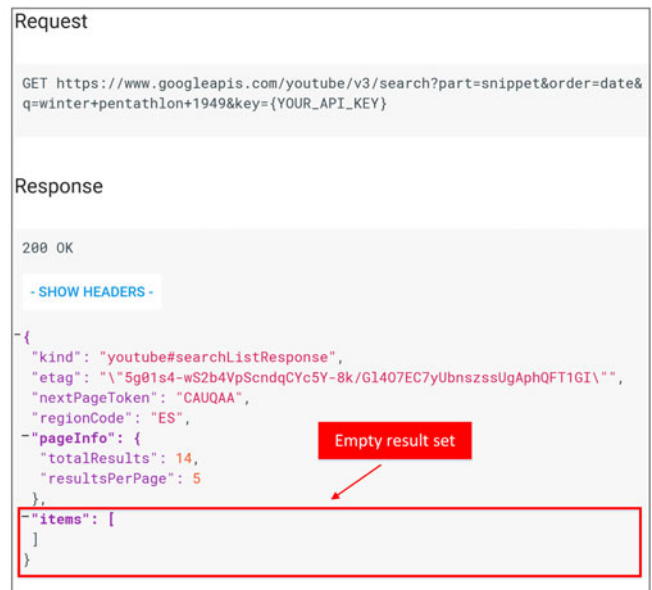 Request
GET https://www.googleapis.com/youtube/v3/search?part=snippet&order=date&
q=winter+pentathlon+1949&key={YOUR_API_KEY}
Response
200 OK
- SHOW HEADERS -
-{
"kind": "youtube#searchListResponse",
"etag": "\"5g01s4-wS2b4VpScndqCYc5Y-8k/Gl4O7EC7yUbnszssUgAphQFT1GI\"",
"nextPageToken": "CAUQAA",
"regionCode": "ES",
-"pageInfo": {
"totalResults": 14,
"resultsPerPage": 5
},
Empty result set
-"items": [
]
}